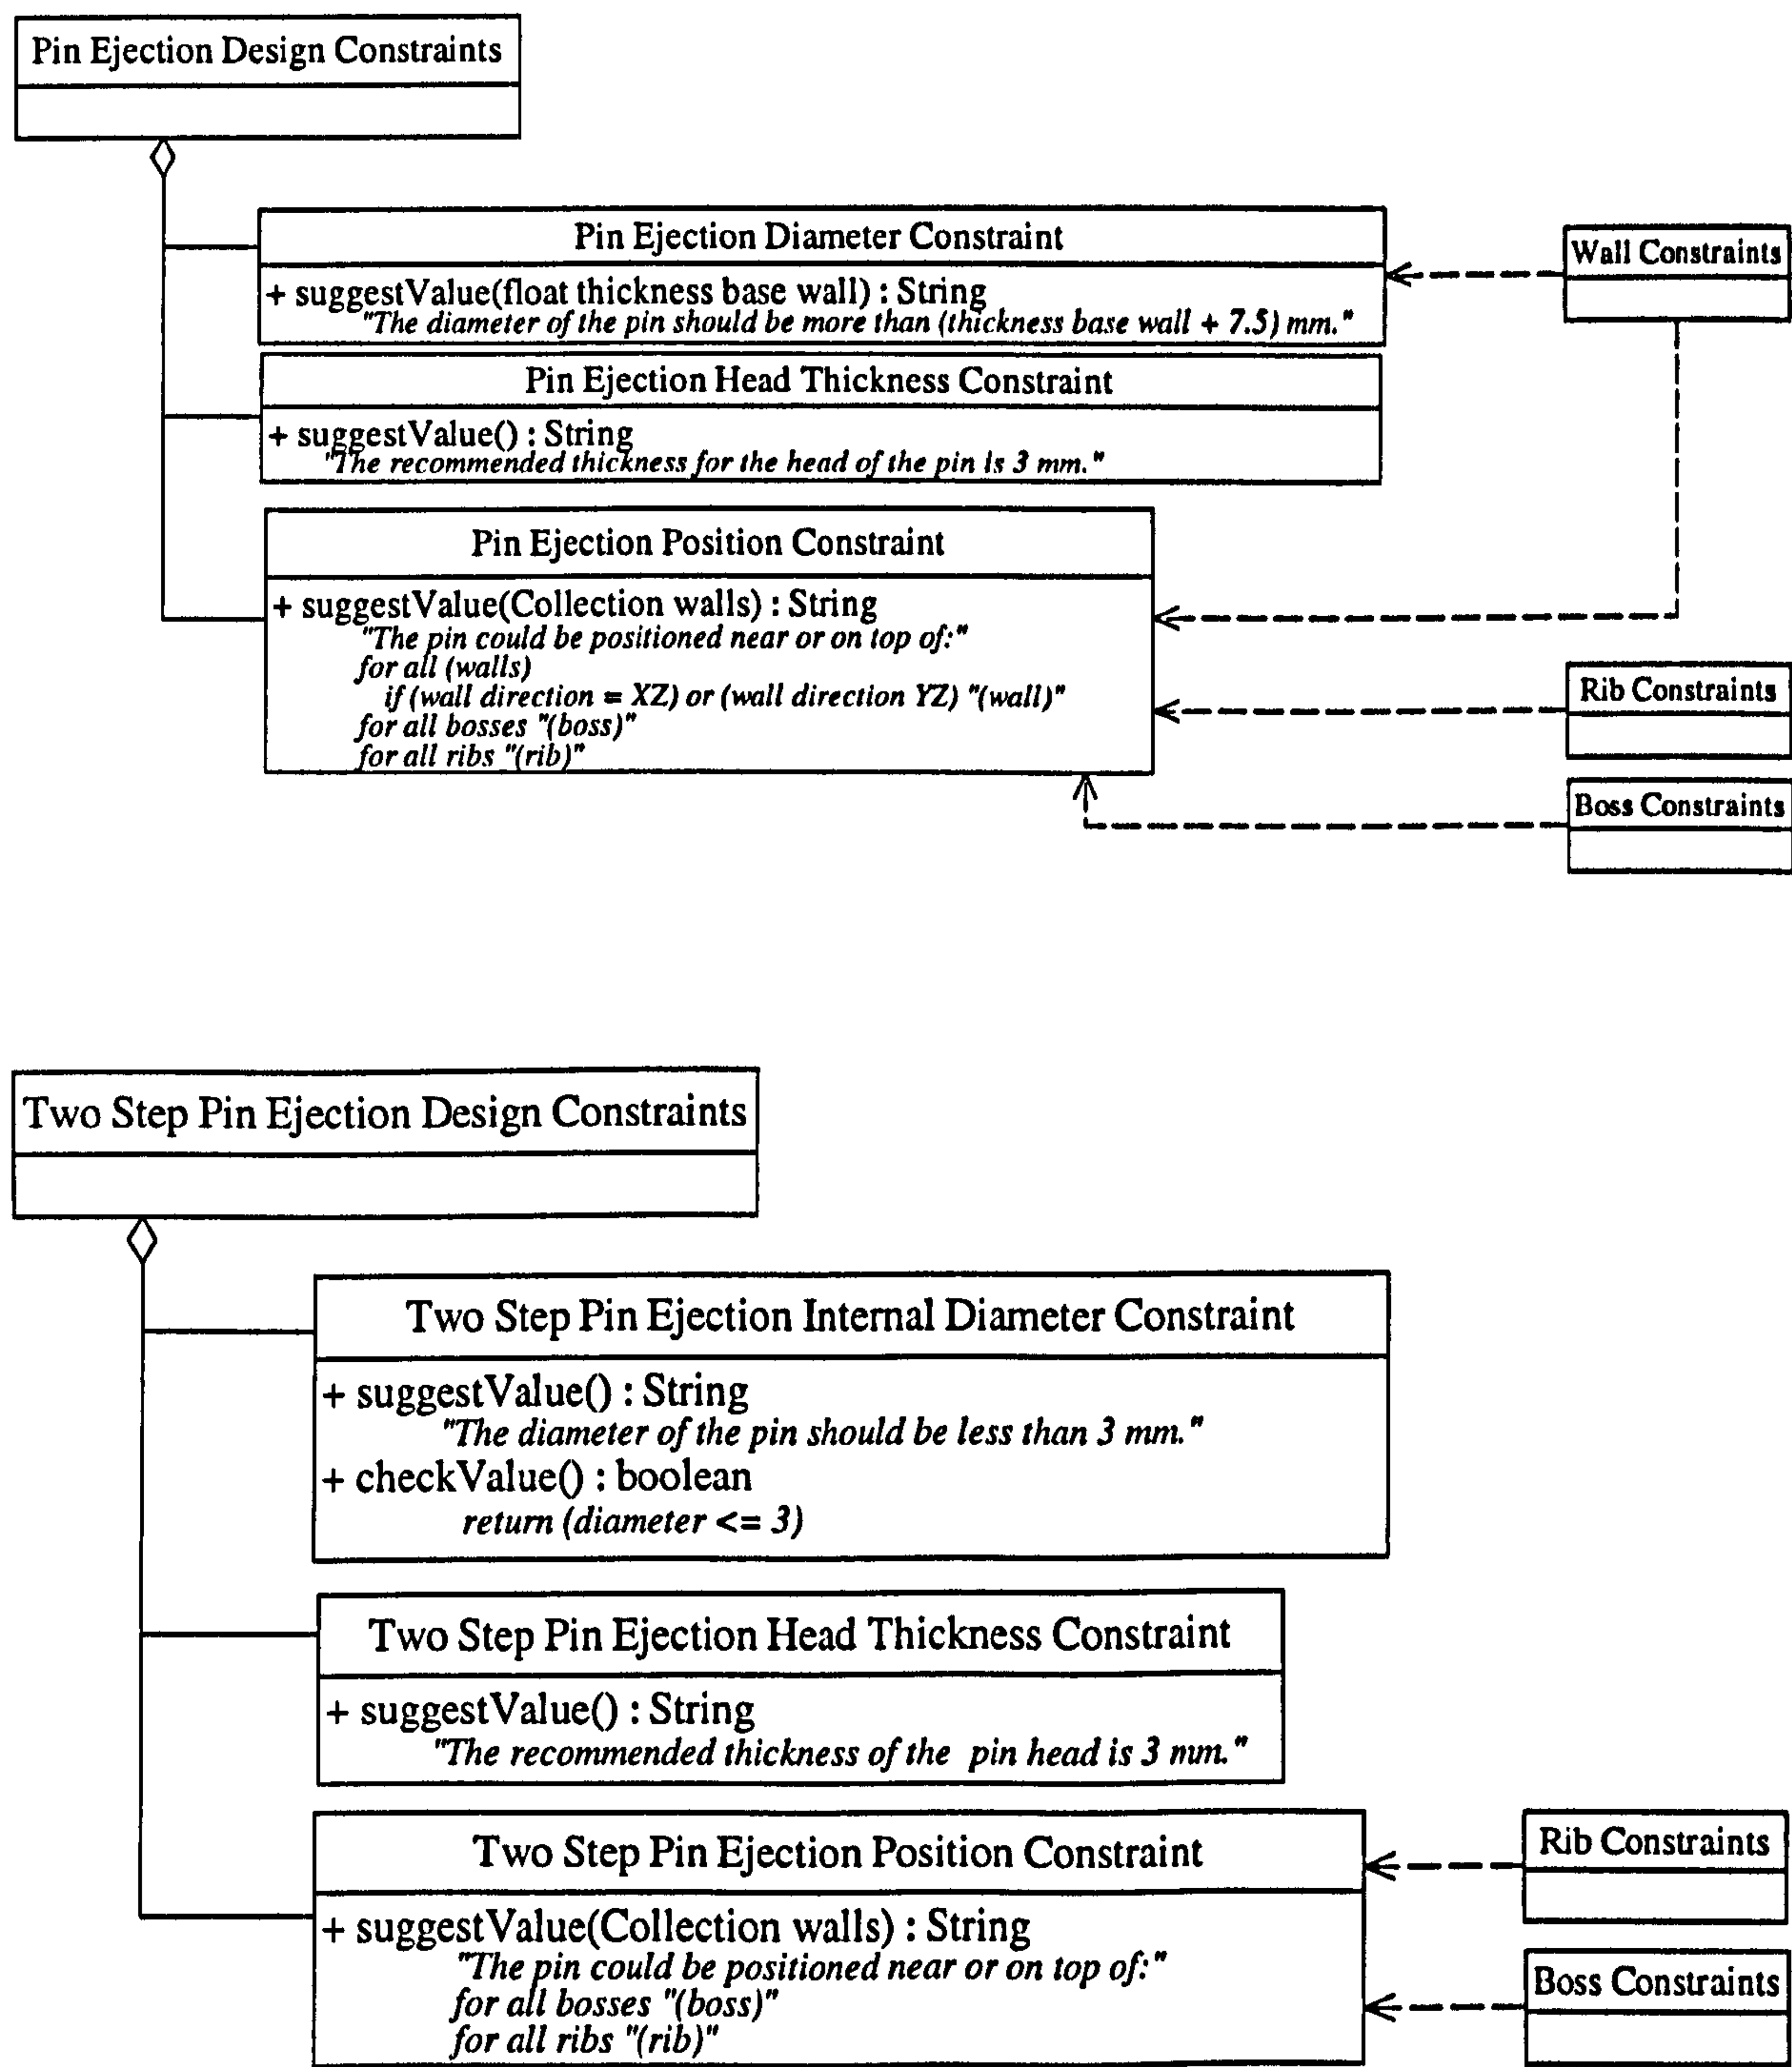 Pin Ejection Design Constraints
Pin Ejection Diameter Constraint
+ suggestValue(float thickness base wall) : String
"The diameter of the pin should be more than (thickness base wall + 7.5) mm."
Wall Constraints
Pin Ejection Head Thickness Constraint
+ suggestValue() : String
"The recommended thickness for the head of the pin is 3 mm."
Pin Ejection Position Constraint
+ suggestValue(Collection walls) : String
"The pin could be positioned near or on top of:"
for all (walls)
if (wall direction = XZ) or (wall direction YZ) "(wall)"
for all bosses "(boss)"
for all ribs "(rib)"
Rib Constraints
Boss Constraints
Two Step Pin Ejection Design Constraints
Two Step Pin Ejection Internal Diameter Constraint
+ suggestValue() : String
"The diameter of the pin should be less than 3 mm."
+ checkValue() : boolean
return (diameter <= 3)
Two Step Pin Ejection Head Thickness Constraint
+ suggestValue() : String
"The recommended thickness of the pin head is 3 mm."
Two Step Pin Ejection Position Constraint
+ suggestValue(Collection walls) : String
"The pin could be positioned near or on top of:"
for all bosses "(boss)"
for all ribs "(rib)"
Rib Constraints
Boss Constraints